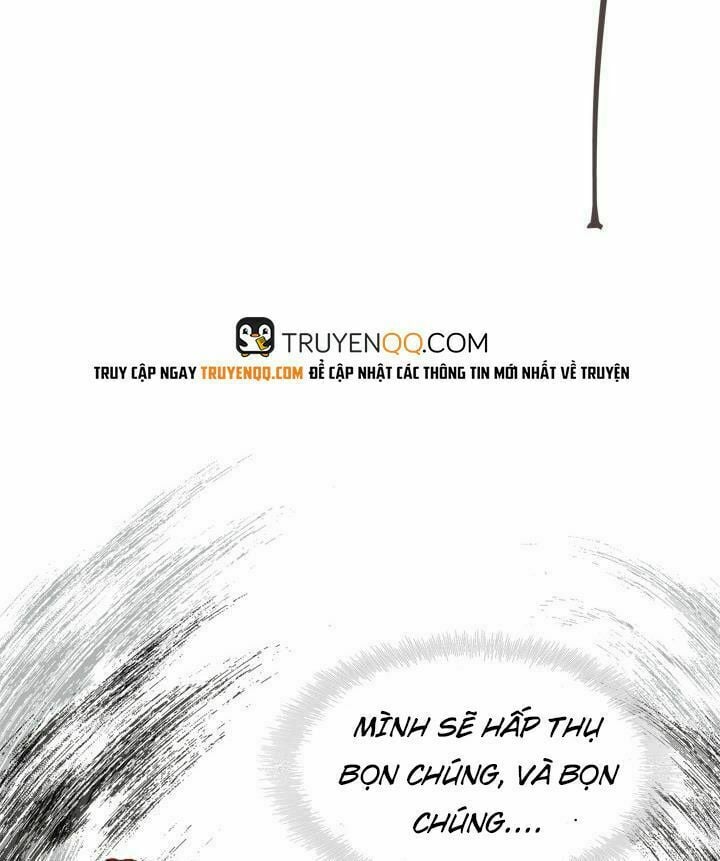 TRUYENQQ.COM
TRUY CẬP NGAY TRUYENQQ.COM ĐỂ CẬP NHẬT CÁC THÔNG TIN MỚI NHẤT VỀ TRUYỆN
MÌNH SẼ HẤP THỤ
BỌN CHÚNG, VÀ BỌN
CHÚNG....